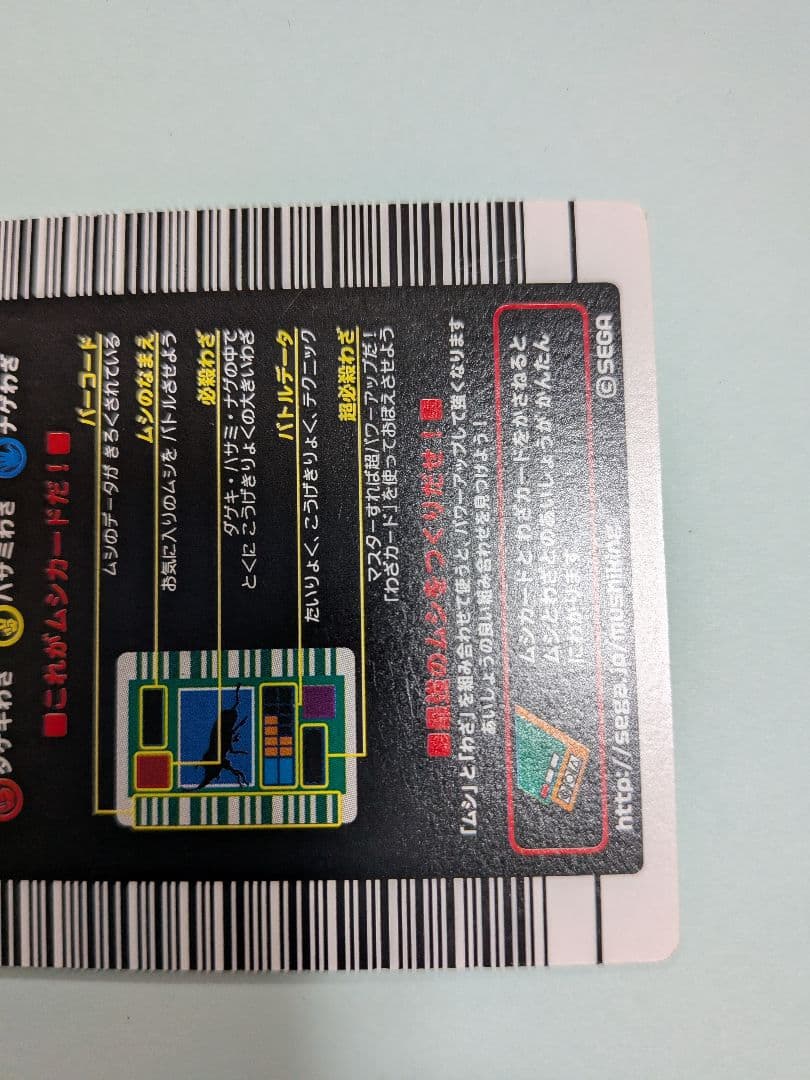 ダゲキわざ ハサミわざ ナゲわざ
■これがムシカードだ！■
バーコード
ムシのデータが きろくされている
ムシのなまえ
お気に入りのムシを バトルさせよう
必殺わざ
ダゲキ・ハサミ・ナゲの中で
とくに こうげきりょくの大きいわざ
バトルデータ
たいりょく、こうげきりょく、テクニック
超必殺わざ
マスターすれば超パワーアップだ！
「わざカード」を使っておぼえさせよう
のムシをつくりだせ！
「ムシ」と「わざ」を組み合わせて使うと、パワーアップして強くなります
あいしょうの良い組み合わせを見つけよう！
ムシカードと わざカードをかさねると
ムシとわざとのあいしょうが かんたん
にわかります
©SEGA
http://sega.jp/mushiking/